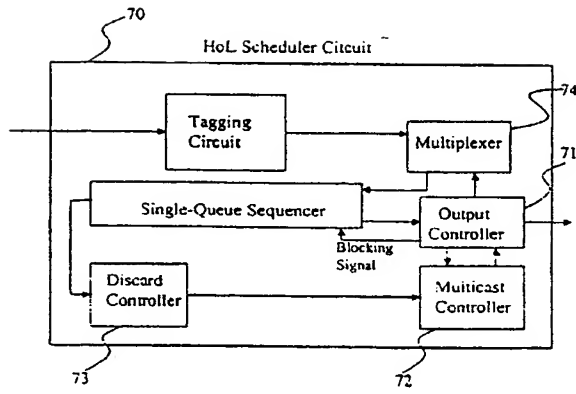 70
HoL Scheduler Citcuit
74
Tagging
Circuit
Multiplexer
71
Single-Queue Sequencer
Output
Controller
Blocking
Signal
Discard
Controller
Multicast
Controller
73
72